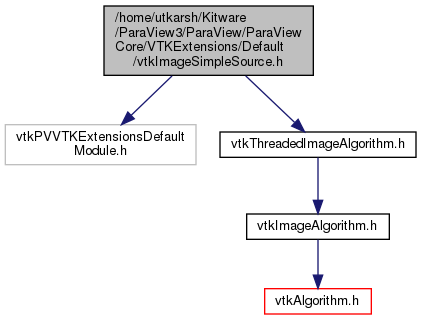 /home/utkarsh/Kitware
/ParaView3/ParaView/ParaView
Core/VTKExtensions/Default
/vtkImageSimpleSource.h
vtkPVVTKExtensionsDefault
Module.h
vtkThreadedImageAlgorithm.h
vtkImageAlgorithm.h
vtkAlgorithm.h